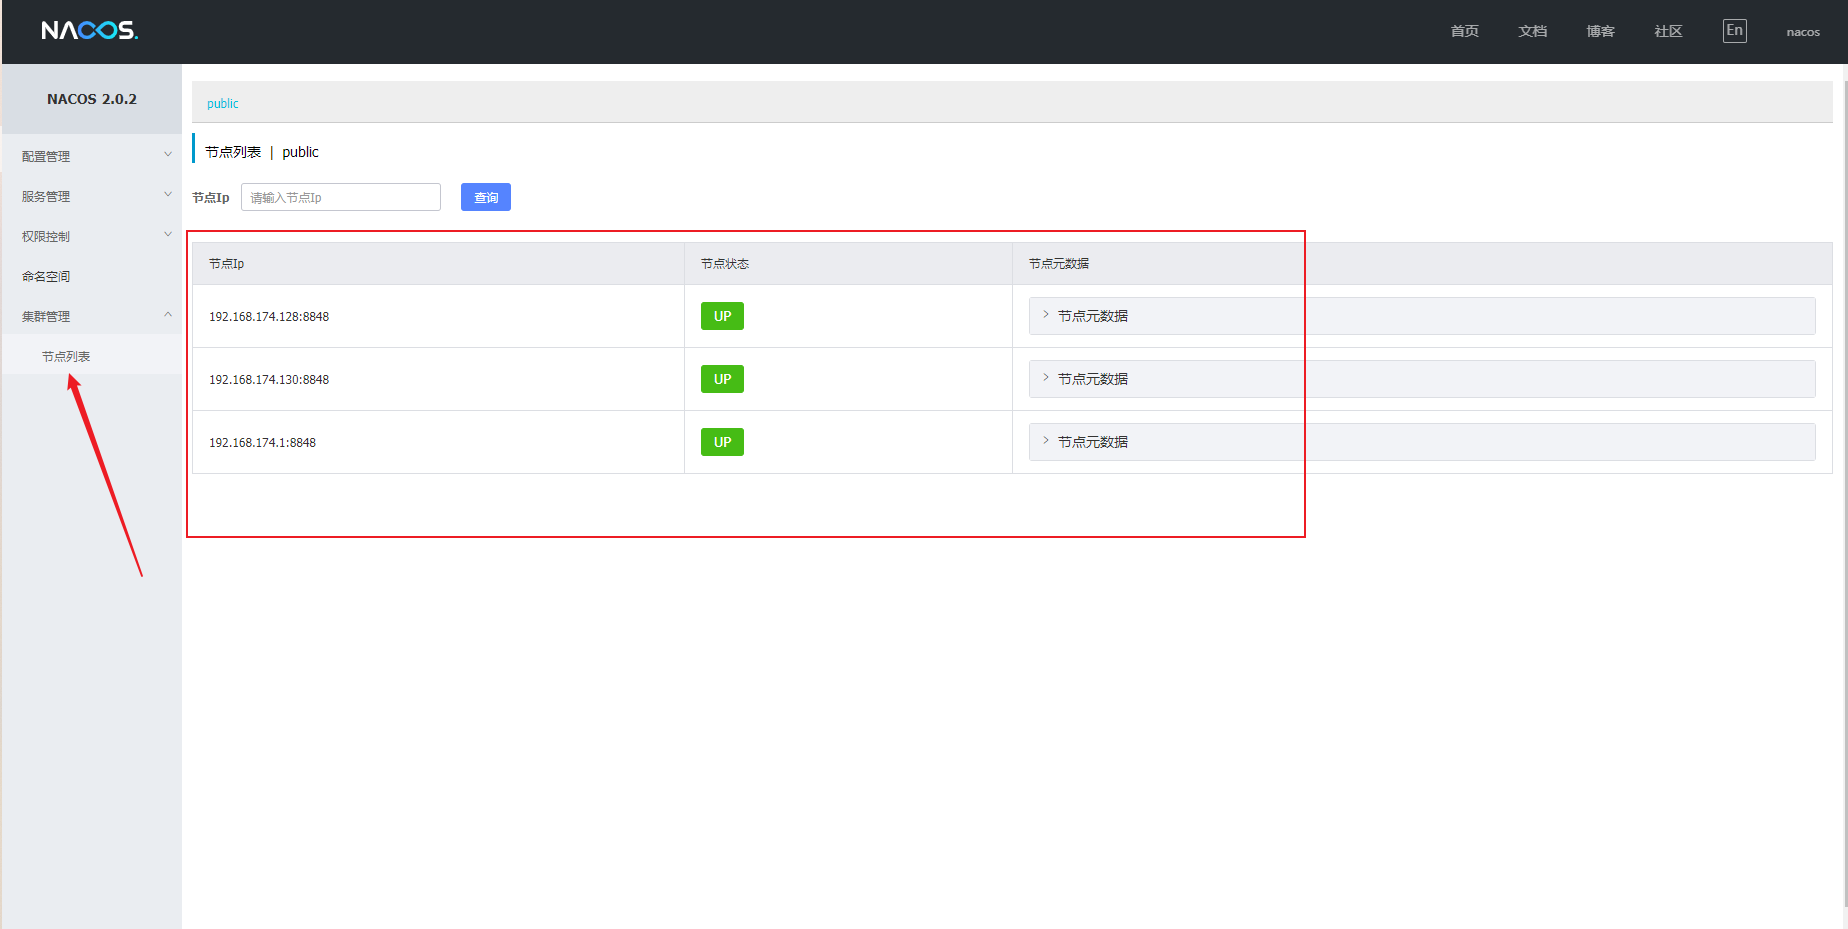 NACOS.
首页 文档 博客 社区 En nacos
NACOS 2.0.2
配置管理
服务管理
权限控制
命名空间
集群管理
节点列表
public
节点列表 | public
节点Ip 请输入节点Ip 查询
节点Ip 节点状态 节点元数据
192.168.174.128:8848 UP 节点元数据
192.168.174.130:8848 UP 节点元数据
192.168.174.1:8848 UP 节点元数据